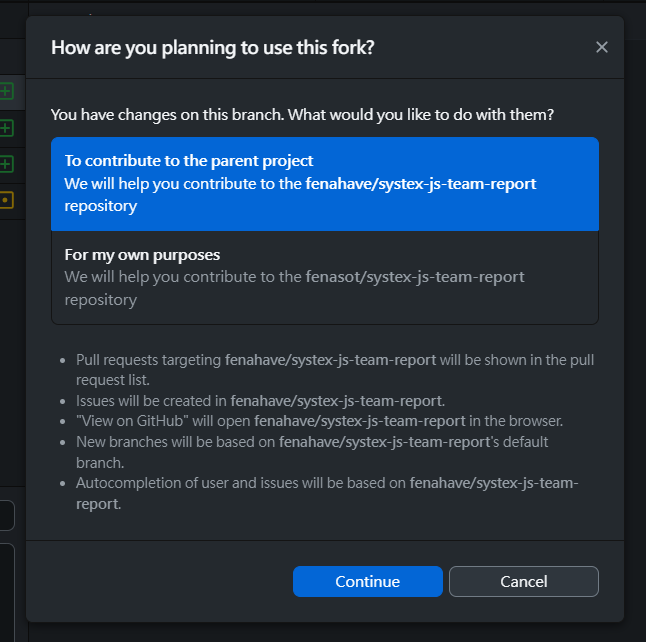 How are you planning to use this fork?
You have changes on this branch. What would you like to do with them?
To contribute to the parent project
We will help you contribute to the fenahave/systex-js-team-report
repository
For my own purposes
We will help you contribute to the fenasot/systex-js-team-report
repository
• Pull requests targeting fenahave/systex-js-team-report will be shown in the pull
request list.
• Issues will be created in fenahave/systex-js-team-report.
• "View on GitHub" will open fenahave/systex-js-team-report in the browser.
• New branches will be based on fenahave/systex-js-team-report's default
branch.
• Autocompletion of user and issues will be based on fenahave/systex-js-team-
report.
Continue
Cancel